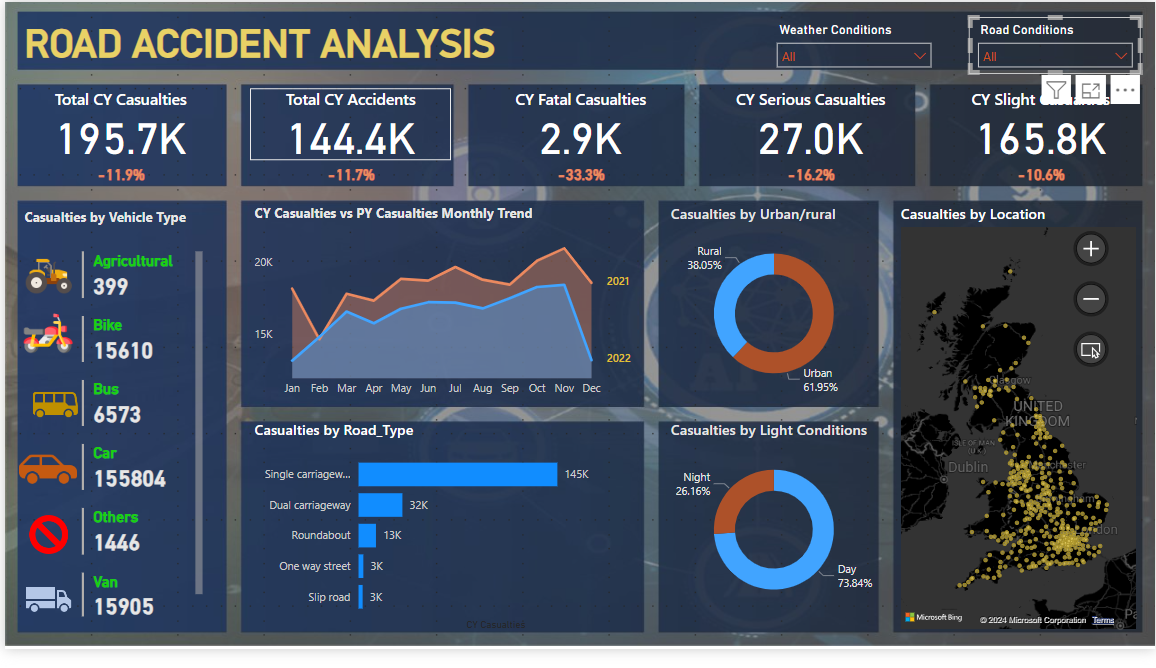 ROAD ACCIDENT ANALYSIS
Weather Conditions
All
Road Conditions
All
Total CY Casualties
195.7K
-11.9%
Total CY Accidents
144.4K
-11.7%
CY Fatal Casualties
2.9K
-33.3%
CY Serious Casualties
27.0K
-16.2%
CY Slight
165.8K
-10.6%
Casualties by Vehicle Type
Agricultural
399
Bike
15610
Bus
6573
Car
155804
Others
1446
Van
15905
CY Casualties vs PY Casualties Monthly Trend
20K
15K
2021
2022
Jan Feb Mar Apr May Jun Jul Aug Sep Oct Nov Dec
Casualties by Road_Type
Single carriagew... 145K
Dual carriageway 32K
Roundabout 13K
One way street 3K
Slip road 3K
CY Casualties
Casualties by Urban/rural
Rural
38.05%
Urban
61.95%
Casualties by Light Conditions
Night
26.16%
Day
73.84%
Casualties by Location
Glasgow
UNITED
KINGDOM
ISLE OF MAN
Dublin
Microsoft Bing
© 2024 Microsoft Corporation Terms